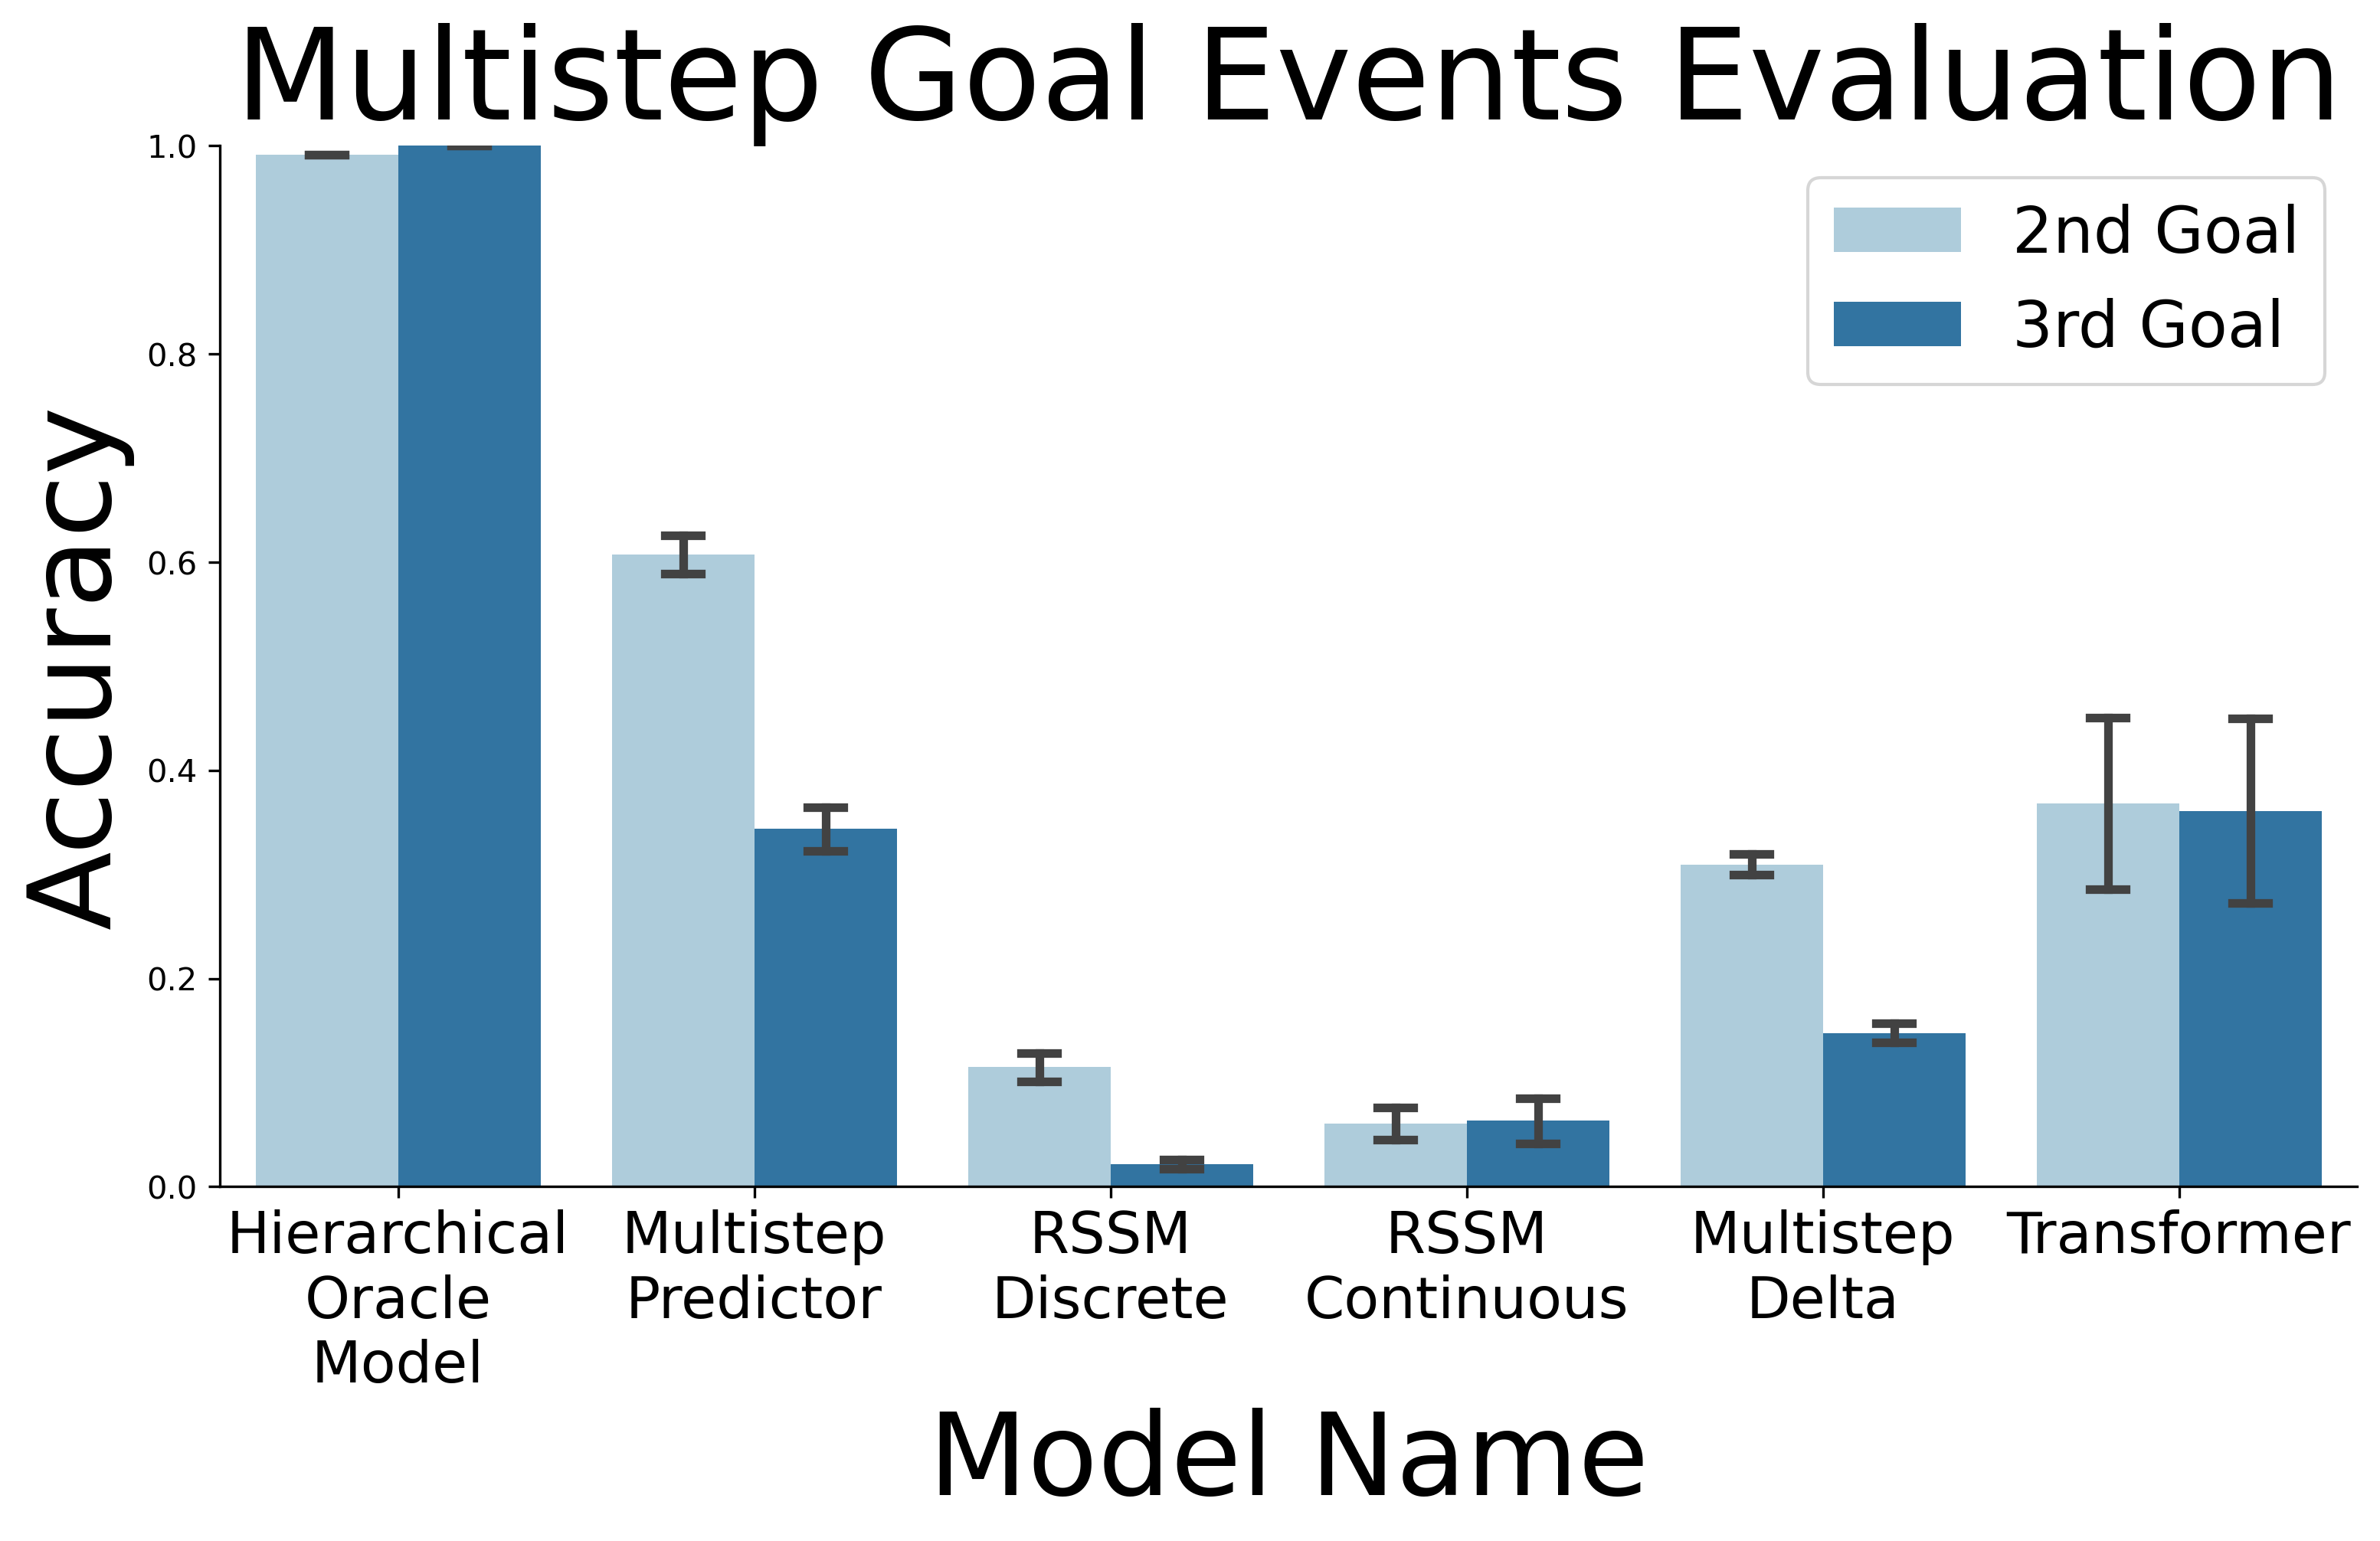 Multistep Goal Events Evaluation
1.0
0.8
0.6
0.4
0.2
0.0
Accuracy
2nd Goal
3rd Goal
Hierarchical
Oracle
Model
Multistep
Predictor
RSSM
Discrete
RSSM
Continuous
Multistep
Delta
Transformer
Model Name